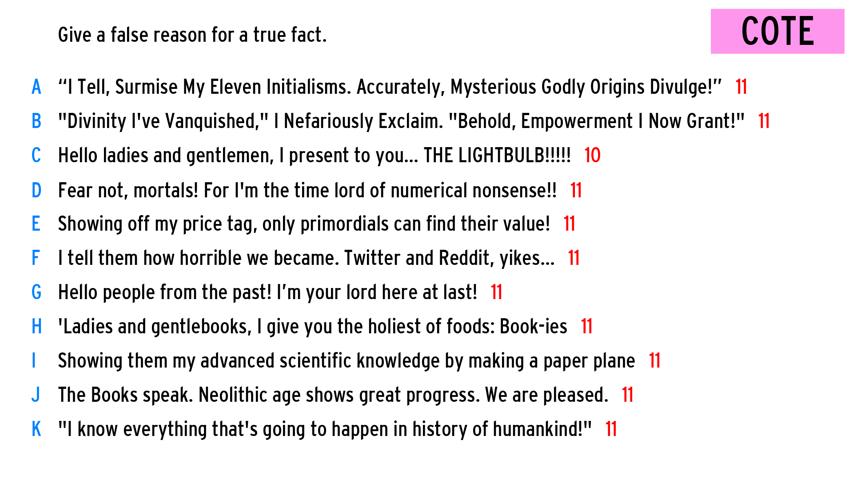 Give a false reason for a true fact.
COTE
A “I Tell, Surmise My Eleven Initialisms. Accurately, Mysterious Godly Origins Divulge!” 11
B "Divinity I've Vanquished," I Nefariously Exclaim. "Behold, Empowerment I Now Grant!" 11
C Hello ladies and gentlemen, I present to you... THE LIGHTBULB!!!!! 10
D Fear not, mortals! For I'm the time lord of numerical nonsense!! 11
E Showing off my price tag, only primordials can find their value! 11
F I tell them how horrible we became. Twitter and Reddit, yikes... 11
G Hello people from the past! I’m your lord here at last! 11
H 'Ladies and gentlebooks, I give you the holiest of foods: Book-ies 11
I Showing them my advanced scientific knowledge by making a paper plane 11
J The Books speak. Neolithic age shows great progress. We are pleased. 11
K "I know everything that's going to happen in history of humankind!" 11